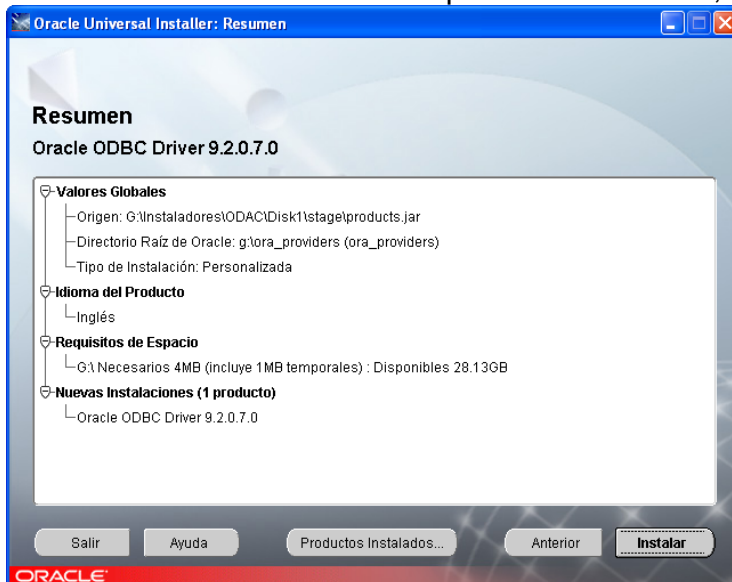 Oracle Universal Installer: Resumen
Resumen
Oracle ODBC Driver 9.2.0.7.0
Valores Globales
Origen: G:\Instaladores\ODAC\Disk1\stage\products.jar
Directorio Raíz de Oracle: g:\ora_providers (ora_providers)
Tipo de Instalación: Personalizada
Idioma del Producto
Inglés
Requisitos de Espacio
G:\ Necesarios 4MB (incluye 1MB temporales) : Disponibles 28.13GB
Nuevas Instalaciones (1 producto)
Oracle ODBC Driver 9.2.0.7.0
Salir Ayuda Productos Instalados... Anterior Instalar
ORACLE